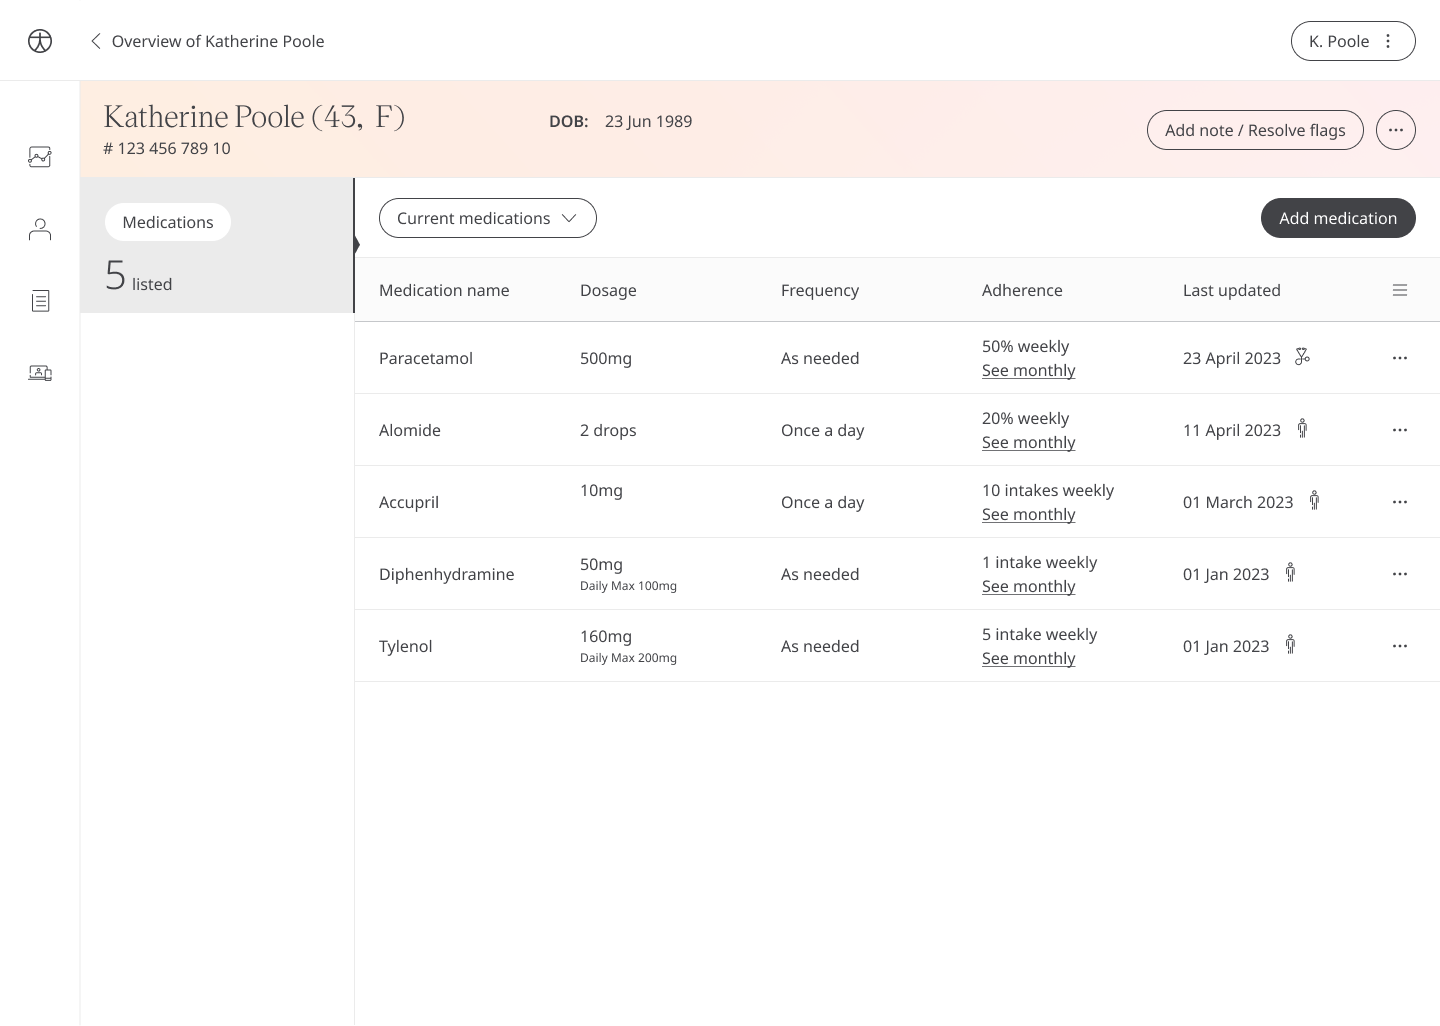 Overview of Katherine Poole
K. Poole
Katherine Poole (43, F)
# 123 456 789 10
DOB: 23 Jun 1989
Add note / Resolve flags
Medications
5 listed
Current medications
Add medication
Medication name Dosage Frequency Adherence Last updated
Paracetamol 500mg As needed 50% weekly 23 April 2023
See monthly
Alomide 2 drops Once a day 20% weekly 11 April 2023
See monthly
Accupril 10mg Once a day 10 intakes weekly 01 March 2023
See monthly
Diphenhydramine 50mg As needed 1 intake weekly 01 Jan 2023
Daily Max 100mg See monthly
Tylenol 160mg As needed 5 intake weekly 01 Jan 2023
Daily Max 200mg See monthly